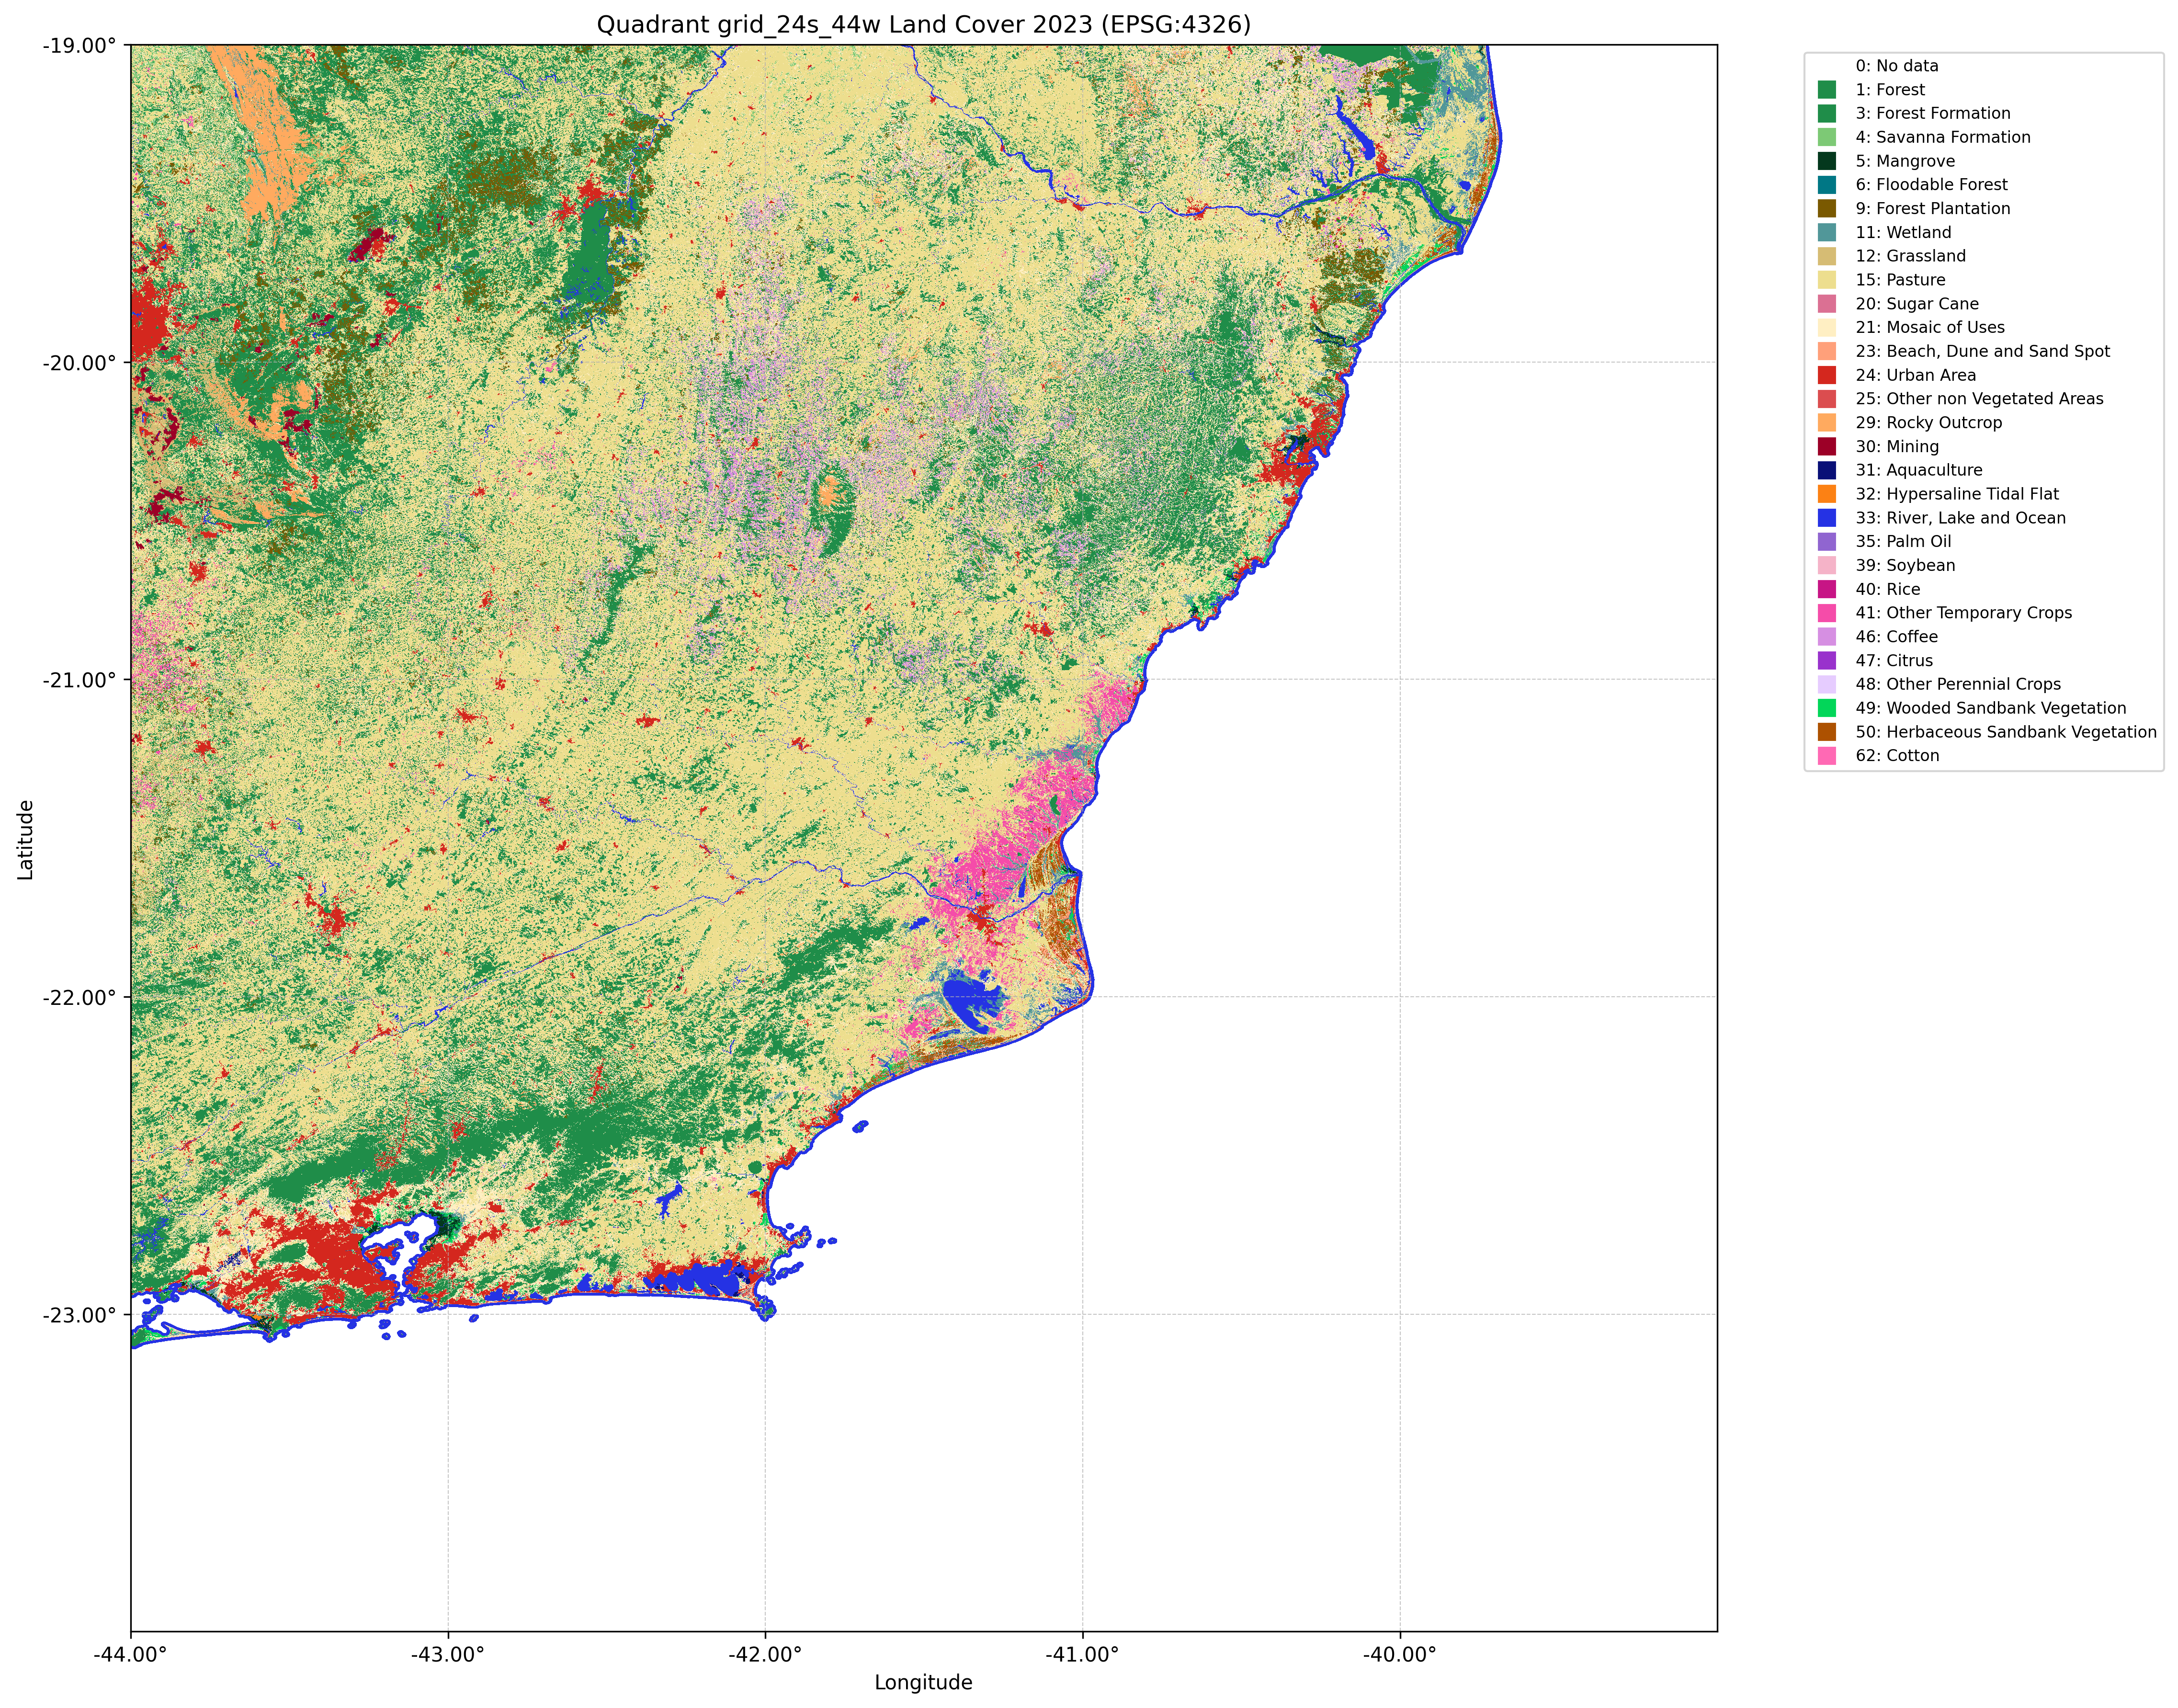 Quadrant grid_24s_44w Land Cover 2023 (EPSG:4326)
-19.00°
-20.00°
-21.00°
-22.00°
-23.00°
Latitude
-44.00°
-43.00°
-42.00°
-41.00°
-40.00°
Longitude
0: No data
1: Forest
3: Forest Formation
4: Savanna Formation
5: Mangrove
6: Floodable Forest
9: Forest Plantation
11: Wetland
12: Grassland
15: Pasture
20: Sugar Cane
21: Mosaic of Uses
23: Beach, Dune and Sand Spot
24: Urban Area
25: Other non Vegetated Areas
29: Rocky Outcrop
30: Mining
31: Aquaculture
32: Hypersaline Tidal Flat
33: River, Lake and Ocean
35: Palm Oil
39: Soybean
40: Rice
41: Other Temporary Crops
46: Coffee
47: Citrus
48: Other Perennial Crops
49: Wooded Sandbank Vegetation
50: Herbaceous Sandbank Vegetation
62: Cotton